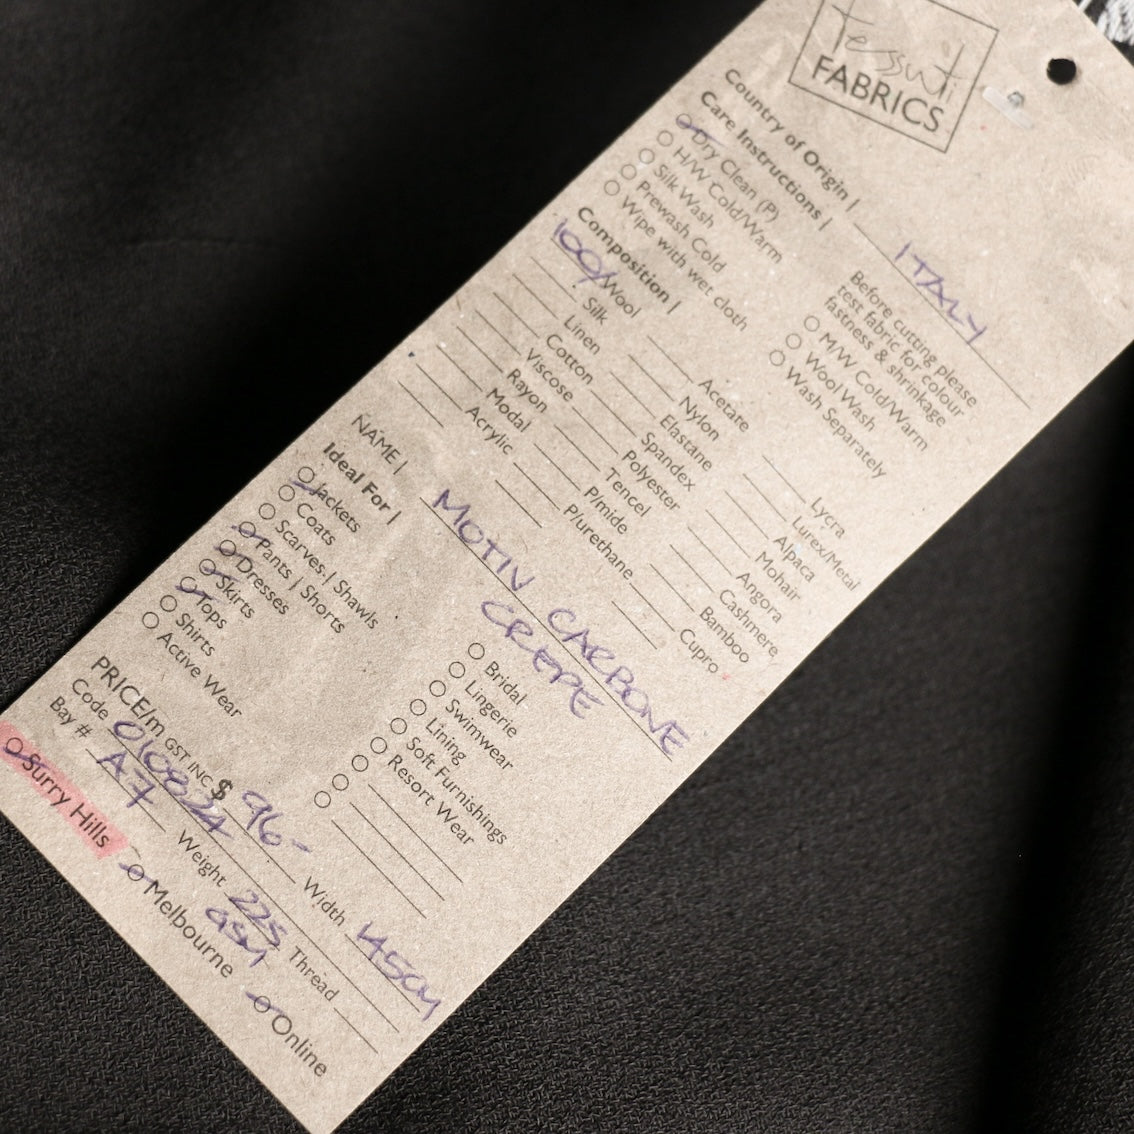 tessuti
FABRICS
Country of Origin | ITALY
Care Instructions |
Dry Clean (P)
H/W Cold/Warm
Silk Wash
Prewash Cold
Wipe with wet cloth
Before cutting please
test fabric for colour
fastness & shrinkage
M/W Cold/Warm
Wool Wash
Wash Separately
Composition |
100/ Wool
Silk
Linen
Cotton
Viscose
Rayon
Modal
Acrylic
Acetate
Nylon
Elastane
Spandex
Polyester
Tencel
P/mide
P/urethane
Lycra
Lurex/Metal
Alpaca
Mohair
Angora
Cashmere
Bamboo
Cupro
NAME | MOTIV CARBONE
CREPE
Ideal For |
Jackets
Coats
Scarves | Shawls
Pants | Shorts
Dresses
Skirts
Tops
Shirts
Active Wear
Bridal
Lingerie
Swimwear
Lining
Soft Furnishings
Resort Wear
PRICE/m GST INC $ 96-
Code 010824 Width 145CM
Bay # A7 Weight 225 GSM Thread
Surry Hills
Melbourne
Online